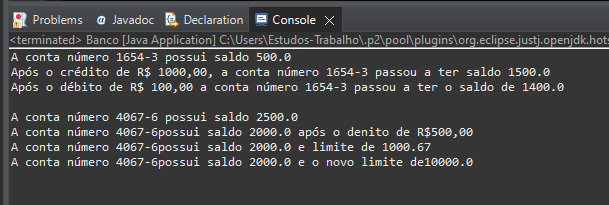 Problems Javadoc Declaration Console
<terminated> Banco [Java Application] C:\Users\Estudos-Trabalho\.p2\pool\plugins\org.eclipse.justj.openjdk.hots
A conta número 1654-3 possui saldo 500.0
Após o crédito de R$ 1000,00, a conta número 1654-3 passou a ter saldo 1500.0
Após o débito de R$ 100,00 a conta número 1654-3 passou a ter o saldo de 1400.0
A conta número 4067-6 possui saldo 2500.0
A conta número 4067-6possui saldo 2000.0 após o denito de R$500,00
A conta número 4067-6possui saldo 2000.0 e limite de 1000.67
A conta número 4067-6possui saldo 2000.0 e o novo limite de10000.0